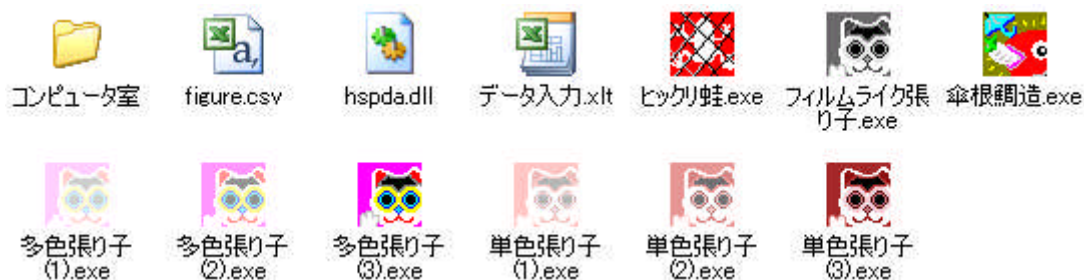 コンピュータ室
figure.csv
hspda.dll
データ入力.xlt
ヒックリ蛙.exe
フィルムライク張
り子.exe
傘根鯛造.exe
多色張り子
(1).exe
多色張り子
(2).exe
多色張り子
(3).exe
単色張り子
(1).exe
単色張り子
(2).exe
単色張り子
(3).exe